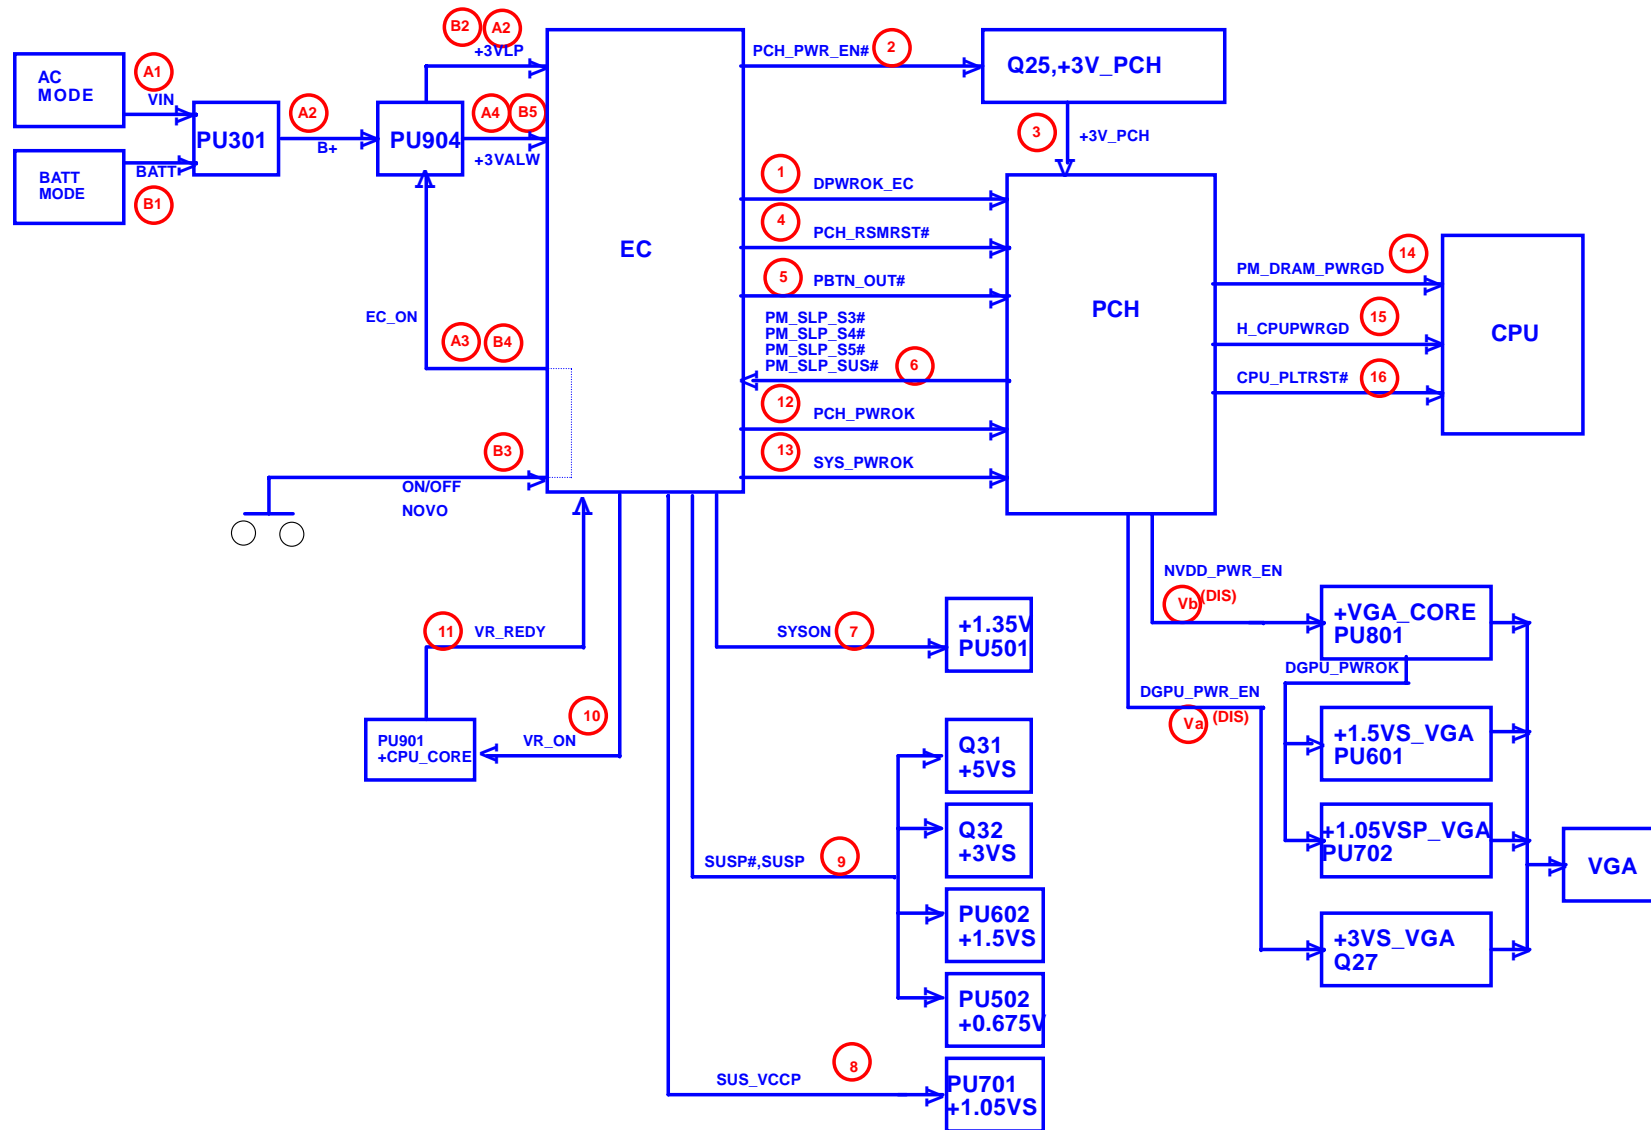 B2
A2
+3VLP
AC
MODE
A1
VIN
PU301
A2
B+
PU904
A4
B5
+3VALW
BATT
MODE
BATT
B1
EC
PCH_PWR_EN#
2
Q25,+3V_PCH
3
+3V_PCH
1
DPWROK_EC
4
PCH_RSMRST#
5
PBTN_OUT#
PM_SLP_S3#
PM_SLP_S4#
PM_SLP_S5#
PM_SLP_SUS#
6
12
PCH_PWROK
13
SYS_PWROK
PCH
PM_DRAM_PWRGD
14
H_CPUPWRGD
15
CPU_PLTRST#
16
CPU
EC_ON
A3
B4
B3
ON/OFF
NOVO
11
VR_REDY
10
VR_ON
PU901
+CPU_CORE
SYSON
7
+1.35V
PU501
Q31
+5VS
Q32
+3VS
SUSP#,SUSP
9
PU602
+1.5VS
PU502
+0.675V
SUS_VCCP
8
PU701
+1.05VS
NVDD_PWR_EN
Vb
(DIS)
+VGA_CORE
PU801
DGPU_PWROK
DGPU_PWR_EN
Va
(DIS)
+1.5VS_VGA
PU601
+1.05VSP_VGA
PU702
+3VS_VGA
Q27
VGA